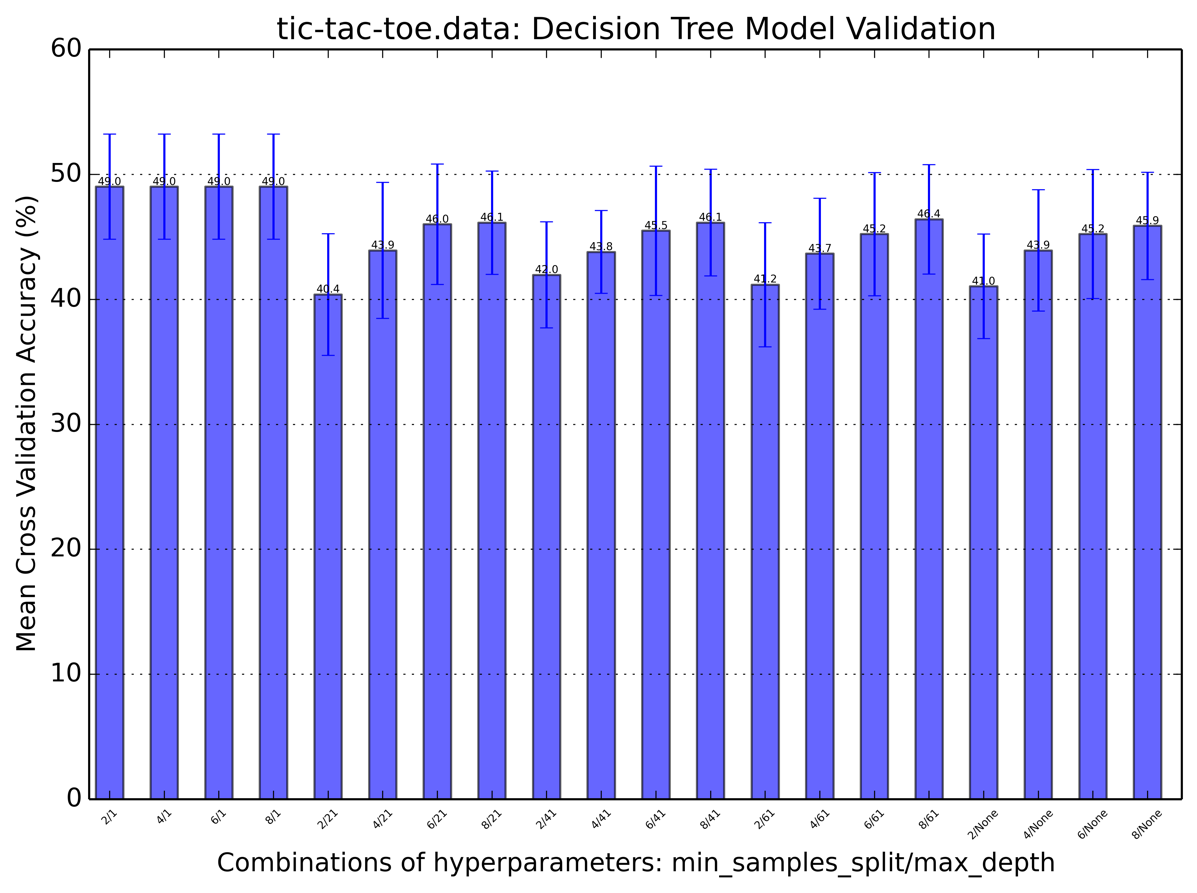 tic-tac-toe.data: Decision Tree Model Validation
Mean Cross Validation Accuracy (%)
60
50
40
30
20
10
0
49.0 49.0 49.0 49.0 40.4 43.9 46.0 46.1 42.0 43.8 45.5 46.1 41.2 43.7 45.2 46.4 41.0 43.9 45.2 45.9
2/1 4/1 6/1 8/1 2/21 4/21 6/21 8/21 2/41 4/41 6/41 8/41 2/61 4/61 6/61 8/61 2/None 4/None 6/None 8/None
Combinations of hyperparameters: min_samples_split/max_depth